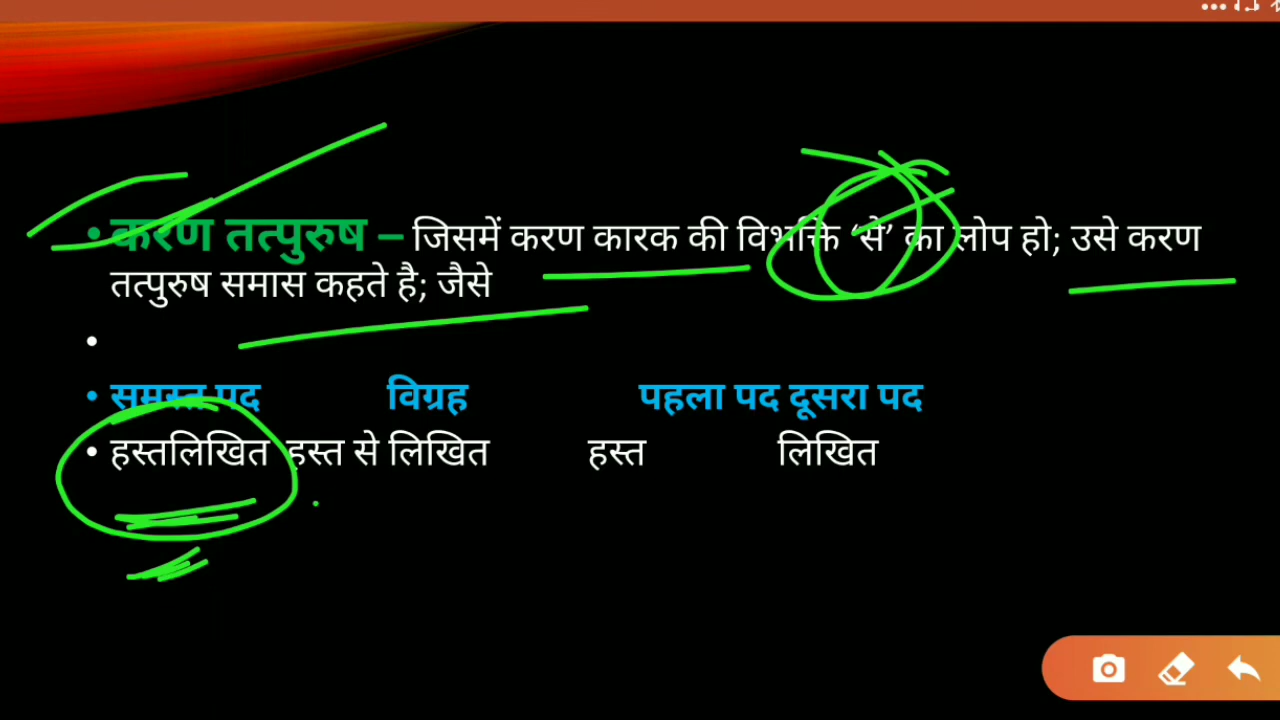 • करण तत्पुरुष – जिसमें करण कारक की विभक्ति ‘से’ का लोप हो; उसे करण
तत्पुरुष समास कहते है; जैसे
•
• समस्त पद विग्रह पहला पद दूसरा पद
• हस्तलिखित हस्त से लिखित हस्त लिखित